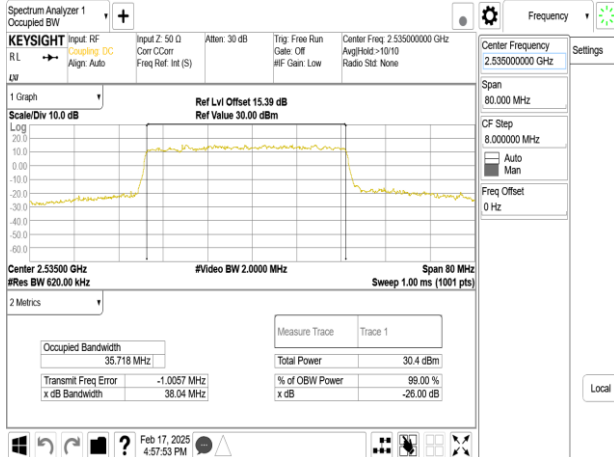 Spectrum Analyzer 1
Occupied BW
Frequency
KEYSIGHT
Input: RF
Coupling: DC
Align: Auto
Input Z: 50 Ω
Corr CCorr
Freq Ref: Int (S)
Atten: 30 dB
Trig: Free Run
Gate: Off
#IF Gain: Low
Center Freq: 2.535000000 GHz
Avg|Hold:>10/10
Radio Std: None
RL
LXI
Center Frequency
2.535000000 GHz
Settings
Span
80.000 MHz
CF Step
8.000000 MHz
Auto
Man
Freq Offset
0 Hz
Local
1 Graph
Scale/Div 10.0 dB
Ref Lvl Offset 15.39 dB
Ref Value 30.00 dBm
Log
20.0
10.0
0.00
-10.0
-20.0
-30.0
-40.0
-50.0
-60.0
Center 2.53500 GHz
#Res BW 620.00 kHz
#Video BW 2.0000 MHz
Span 80 MHz
Sweep 1.00 ms (1001 pts)
2 Metrics
Measure Trace
Trace 1
Occupied Bandwidth
35.718 MHz
Total Power
30.4 dBm
Transmit Freq Error
-1.0057 MHz
% of OBW Power
99.00 %
x dB Bandwidth
38.04 MHz
x dB
-26.00 dB
?
Feb 17, 2025
4:57:53 PM